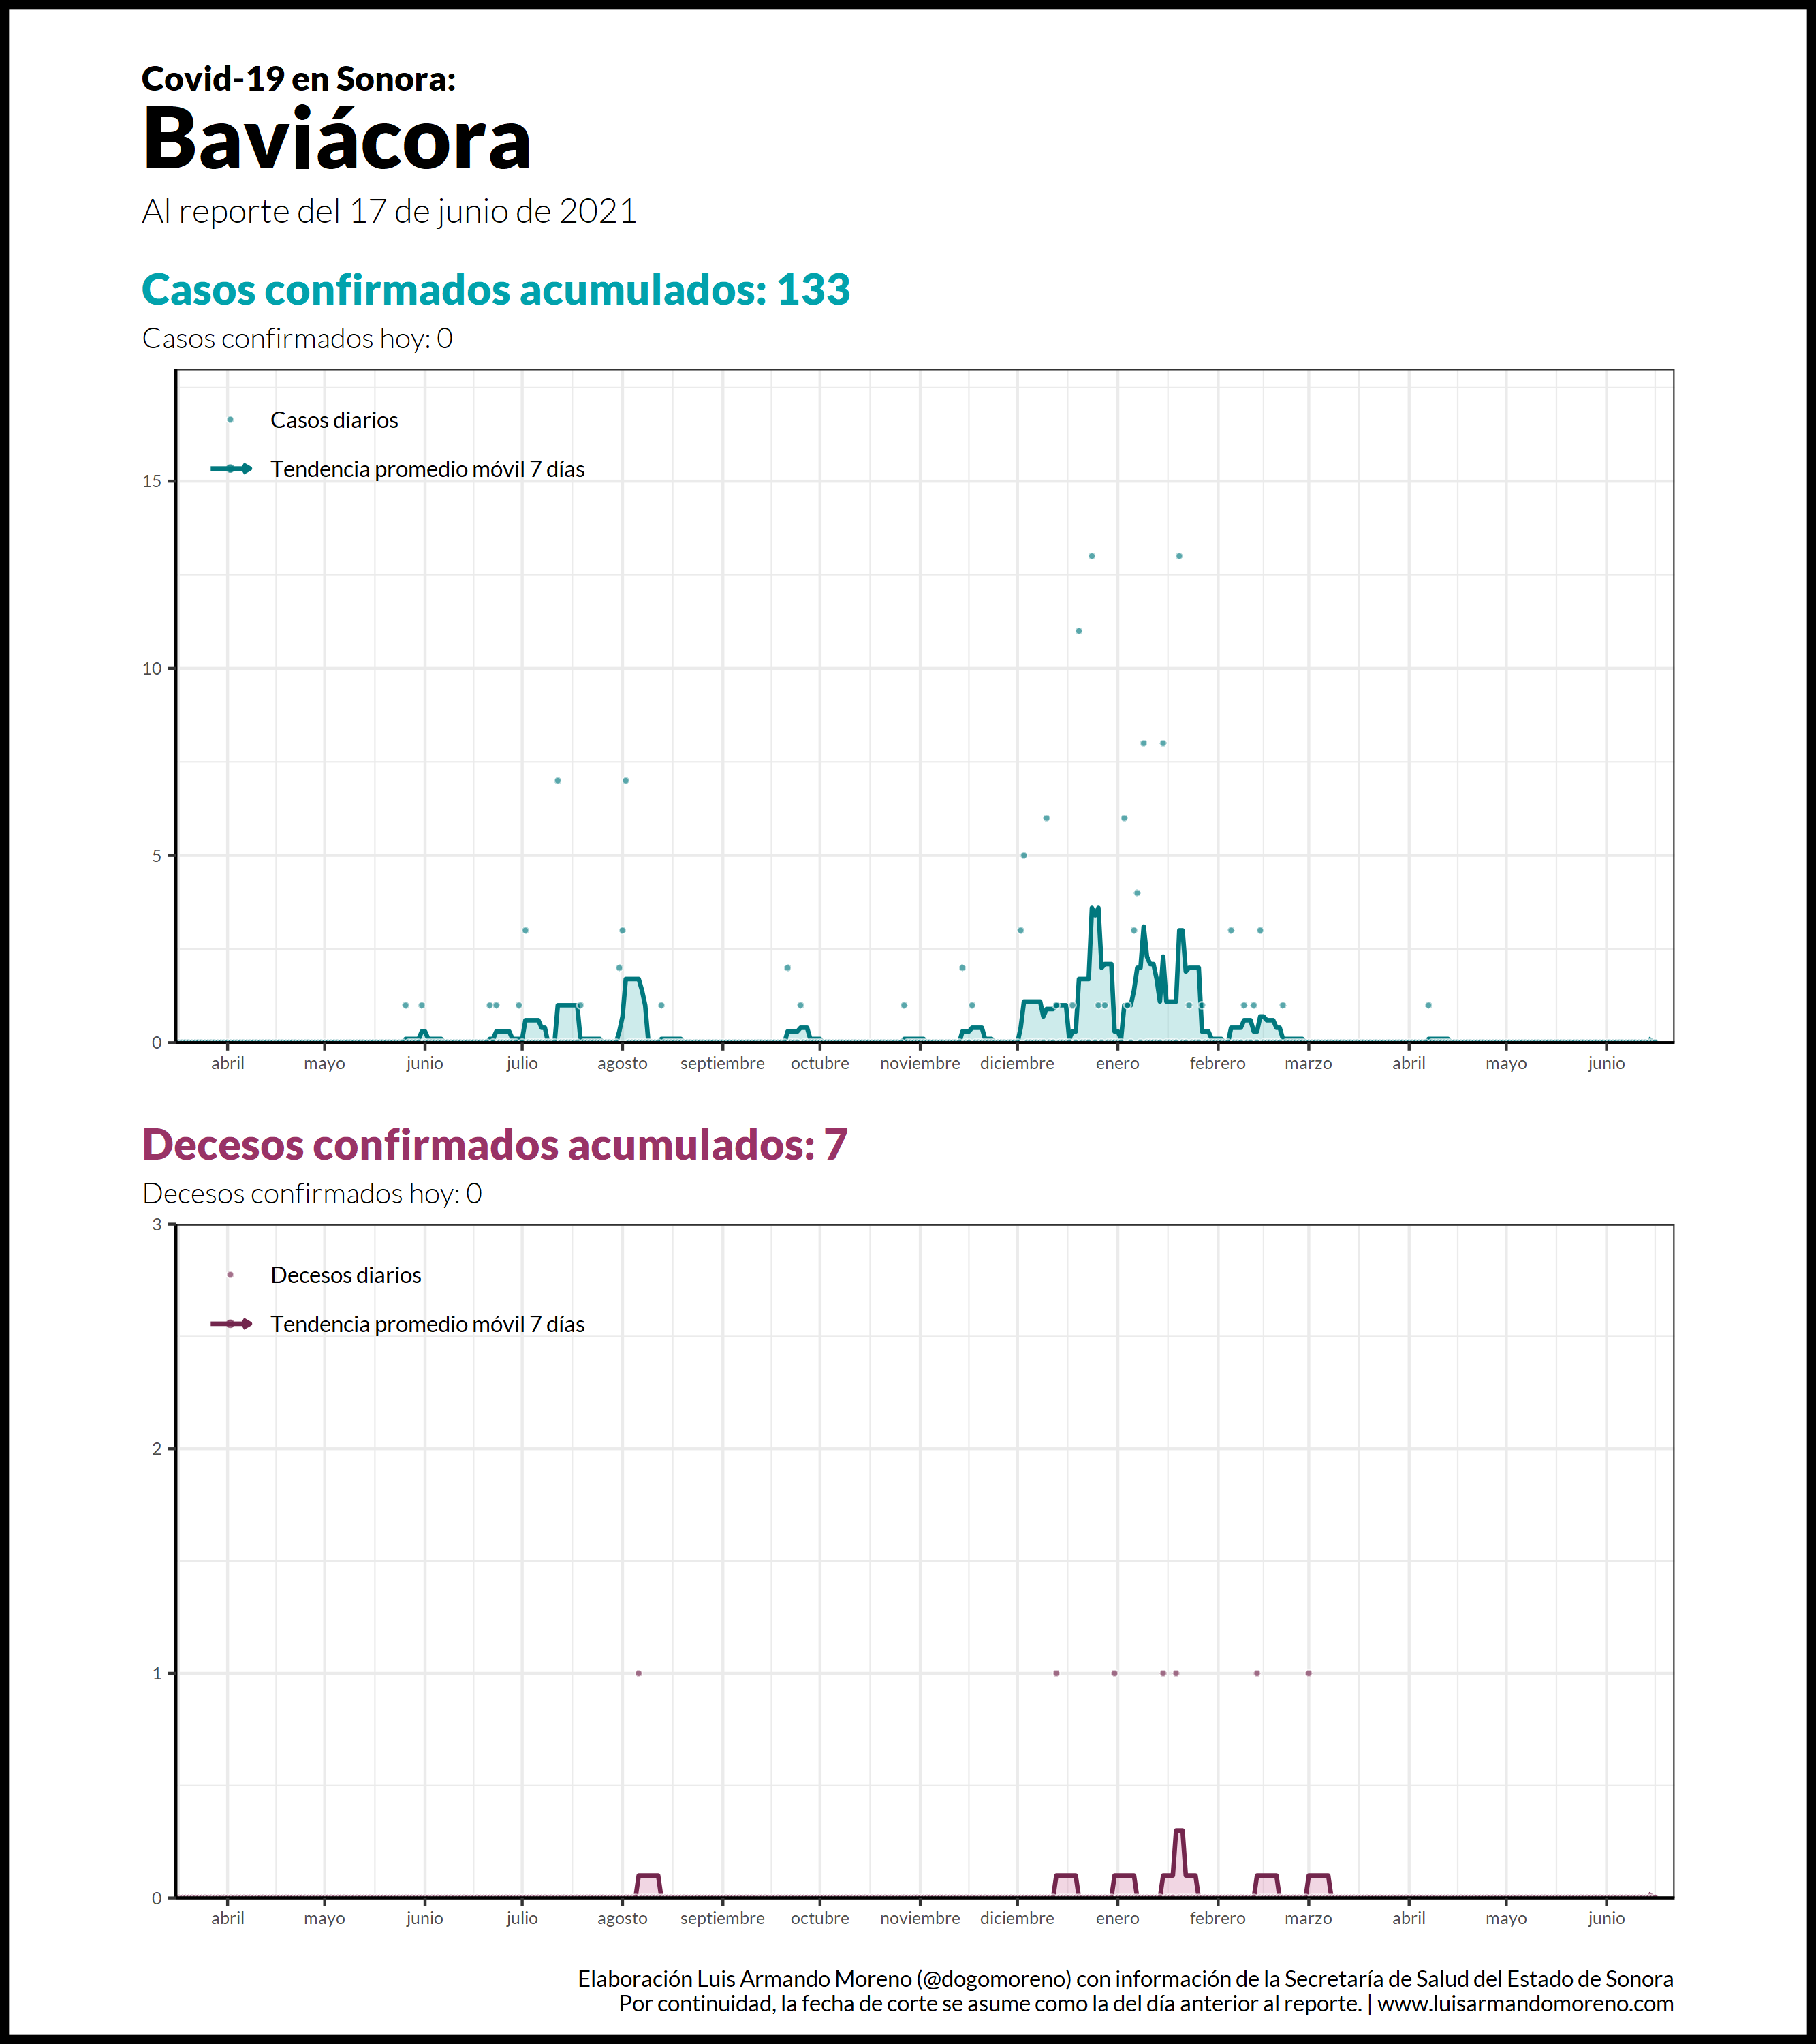 Covid-19 en Sonora:
Baviácora
Al reporte del 17 de junio de 2021
Casos confirmados acumulados: 133
Casos confirmados hoy: 0
Casos diarios
Tendencia promedio móvil 7 días
15
10
5
0
abril mayo junio julio agosto septiembre octubre noviembre diciembre enero febrero marzo abril mayo junio
Decesos confirmados acumulados: 7
Decesos confirmados hoy: 0
3
Decesos diarios
Tendencia promedio móvil 7 días
2
1
0
abril mayo junio julio agosto septiembre octubre noviembre diciembre enero febrero marzo abril mayo junio
Elaboración Luis Armando Moreno (@dogomoreno) con información de la Secretaría de Salud del Estado de Sonora
Por continuidad, la fecha de corte se asume como la del día anterior al reporte. | www.luisarmandomoreno.com